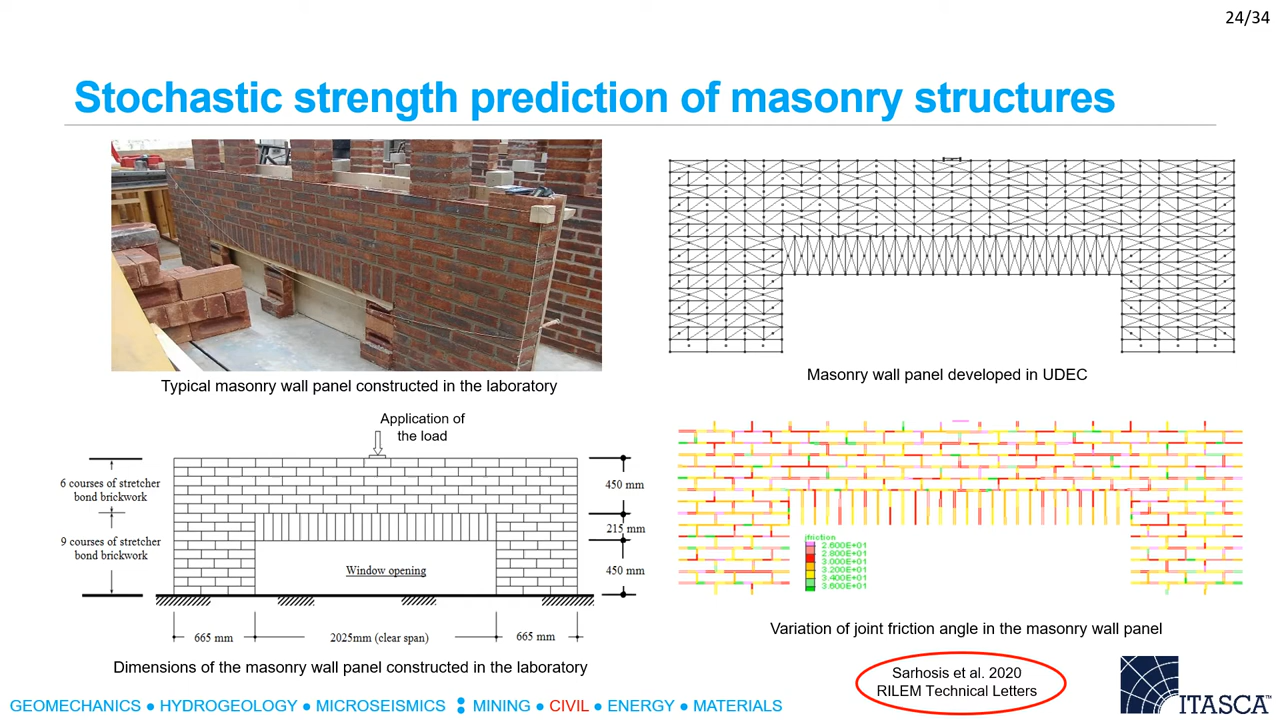 24/34
Stochastic strength prediction of masonry structures
Typical masonry wall panel constructed in the laboratory
Masonry wall panel developed in UDEC
Application of
the load
6 courses of stretcher
bond brickwork
9 courses of stretcher
bond brickwork
450 mm
215 mm
450 mm
Window opening
665 mm
2025mm (clear span)
665 mm
Dimensions of the masonry wall panel constructed in the laboratory
jfriction
2.600E+01
2.800E+01
3.000E+01
3.200E+01
3.400E+01
3.600E+01
Variation of joint friction angle in the masonry wall panel
Sarhosis et al. 2020
RILEM Technical Letters
GEOMECHANICS ● HYDROGEOLOGY ● MICROSEISMICS : MINING ● CIVIL ● ENERGY ● MATERIALS
ITASCA™